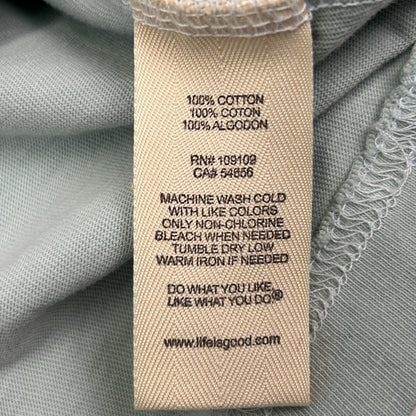 100% COTTON
100% COTON
100% ALGODON
RN# 109109
CA# 54656
MACHINE WASH COLD
WITH LIKE COLORS
ONLY NON-CHLORINE
BLEACH WHEN NEEDED
TUMBLE DRY LOW
WARM IRON IF NEEDED
DO WHAT YOU LIKE,
LIKE WHAT YOU DO®
www.lifeisgood.com